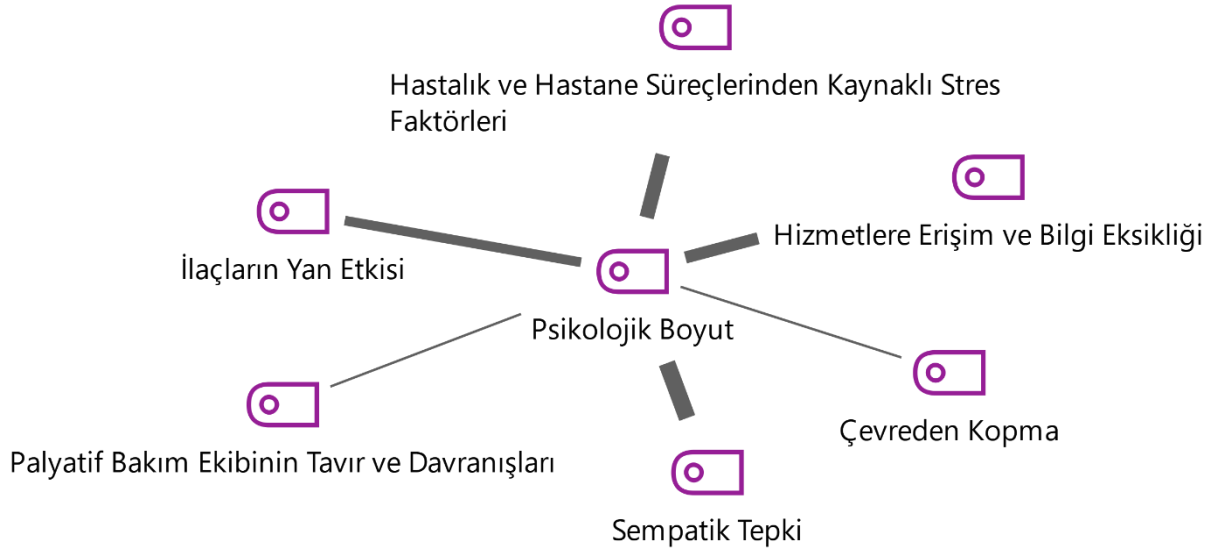 Hastalık ve Hastane Süreçlerinden Kaynaklı Stres
Faktörleri
Hizmetlere Erişim ve Bilgi Eksikliği
İlaçların Yan Etkisi
Psikolojik Boyut
Çevreden Kopma
Palyatif Bakım Ekibinin Tavır ve Davranışları
Sempatik Tepki